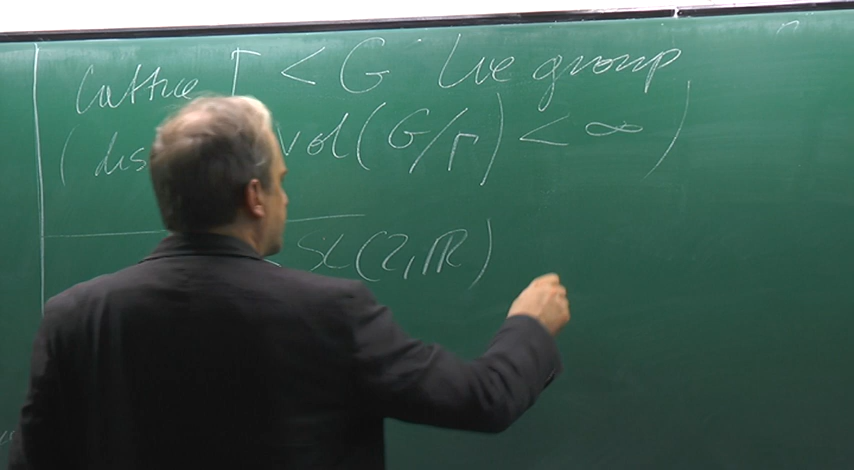 Lattice Γ < G Lie group
(dis vol(G/Γ) < ∞)
SL(2,ℝ)